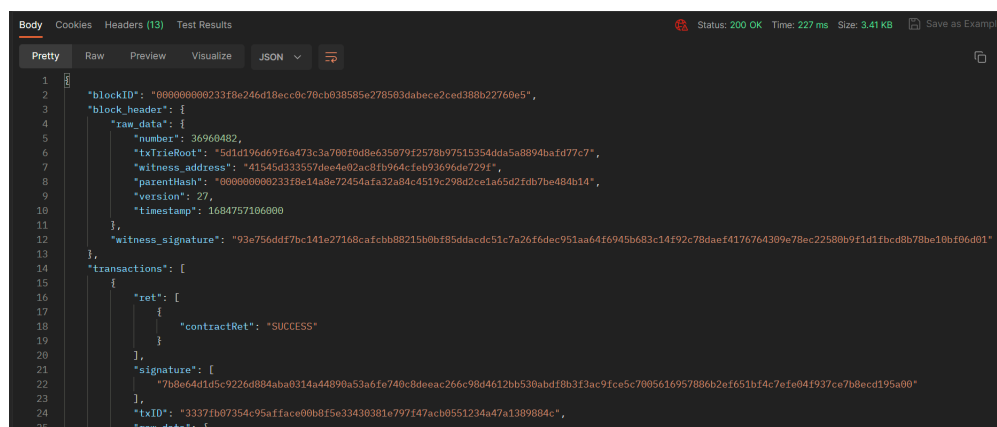 Body Cookies Headers (13) Test Results Status: 200 OK Time: 227 ms Size: 3.41 KB Save as Exampl
Pretty Raw Preview Visualize JSON
1 {
2 "blockID": "000000000233f8e246d18ecc0c70cb038585e278503dabece2ced388b22760e5",
3 "block_header": {
4 "raw_data": {
5 "number": 36960482,
6 "txTrieRoot": "5d1d196d69f6a473c3a700f0d8e635079f2578b97515354dda5a8894bafd77c7",
7 "witness_address": "41545d333557dee4e02ac8fb964cfeb93696de729f",
8 "parentHash": "000000000233f8e14a8e72454afa32a84c4519c298d2ce1a65d2fdb7be484b14",
9 "version": 27,
10 "timestamp": 1684757106000
11 },
12 "witness_signature": "93e756ddf7bc141e27168cafcbb88215b0bf85ddacdc51c7a26f6dec951aa64f6945b683c14f92c78daef4176764309e78ec22580b9f1d1fbcd8b78be10bf06d01"
13 },
14 "transactions": [
15 {
16 "ret": [
17 {
18 "contractRet": "SUCCESS"
19 }
20 ],
21 "signature": [
22 "7b8e64d1d5c9226d884aba0314a44890a53a6fe740c8deeac266c98d4612bb530abdf8b3f3ac9fce5c7005616957886b2ef651bf4c7efe04f937ce7b8ecd195a00"
23 ],
24 "txID": "3337fb07354c95afface00b8f5e33430381e797f47acb0551234a47a1389884c",
25 "raw_data": {